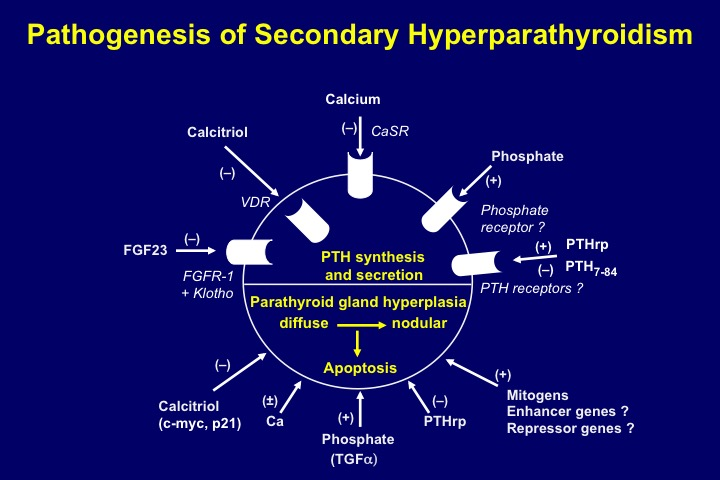 Pathogenesis of Secondary Hyperparathyroidism
Calcium
(–)
CaSR
Calcitriol
(–)
VDR
Phosphate
(+)
Phosphate
receptor ?
FGF23
(–)
FGFR-1
+ Klotho
PTHrp
(+)
(–)
PTH7-84
PTH receptors ?
PTH synthesis
and secretion
Parathyroid gland hyperplasia
diffuse
nodular
Apoptosis
(–)
Calcitriol
(c-myc, p21)
(±)
Ca
(+)
Phosphate
(TGFα)
(–)
PTHrp
(+)
Mitogens
Enhancer genes ?
Repressor genes ?